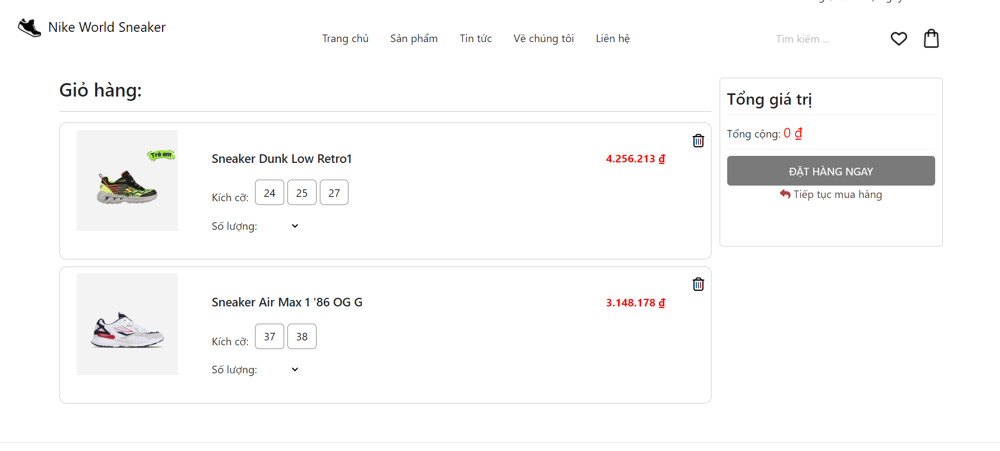 Nike World Sneaker
Trang chủ
Sản phẩm
Tin tức
Về chúng tôi
Liên hệ
Tìm kiếm ...
Giỏ hàng:
Trẻ em
Sneaker Dunk Low Retro1
4.256.213 ₫
Kích cỡ: 24 25 27
Số lượng:
Sneaker Air Max 1 '86 OG G
3.148.178 ₫
Kích cỡ: 37 38
Số lượng:
Tổng giá trị
Tổng cộng: 0 ₫
ĐẶT HÀNG NGAY
Tiếp tục mua hàng